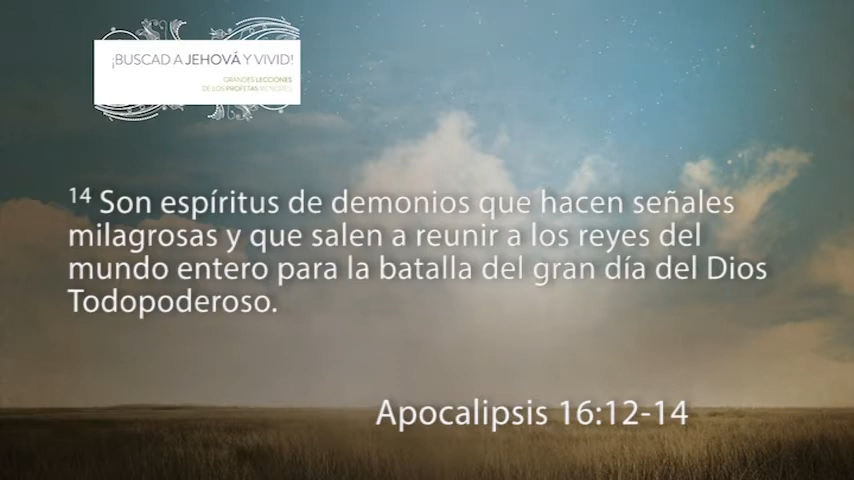 ¡BUSCAD A JEHOVÁ Y VIVID!
GRANDES LECCIONES
DE LOS PROFETAS MENORES
14 Son espíritus de demonios que hacen señales
milagrosas y que salen a reunir a los reyes del
mundo entero para la batalla del gran día del Dios
Todopoderoso.
Apocalipsis 16:12-14